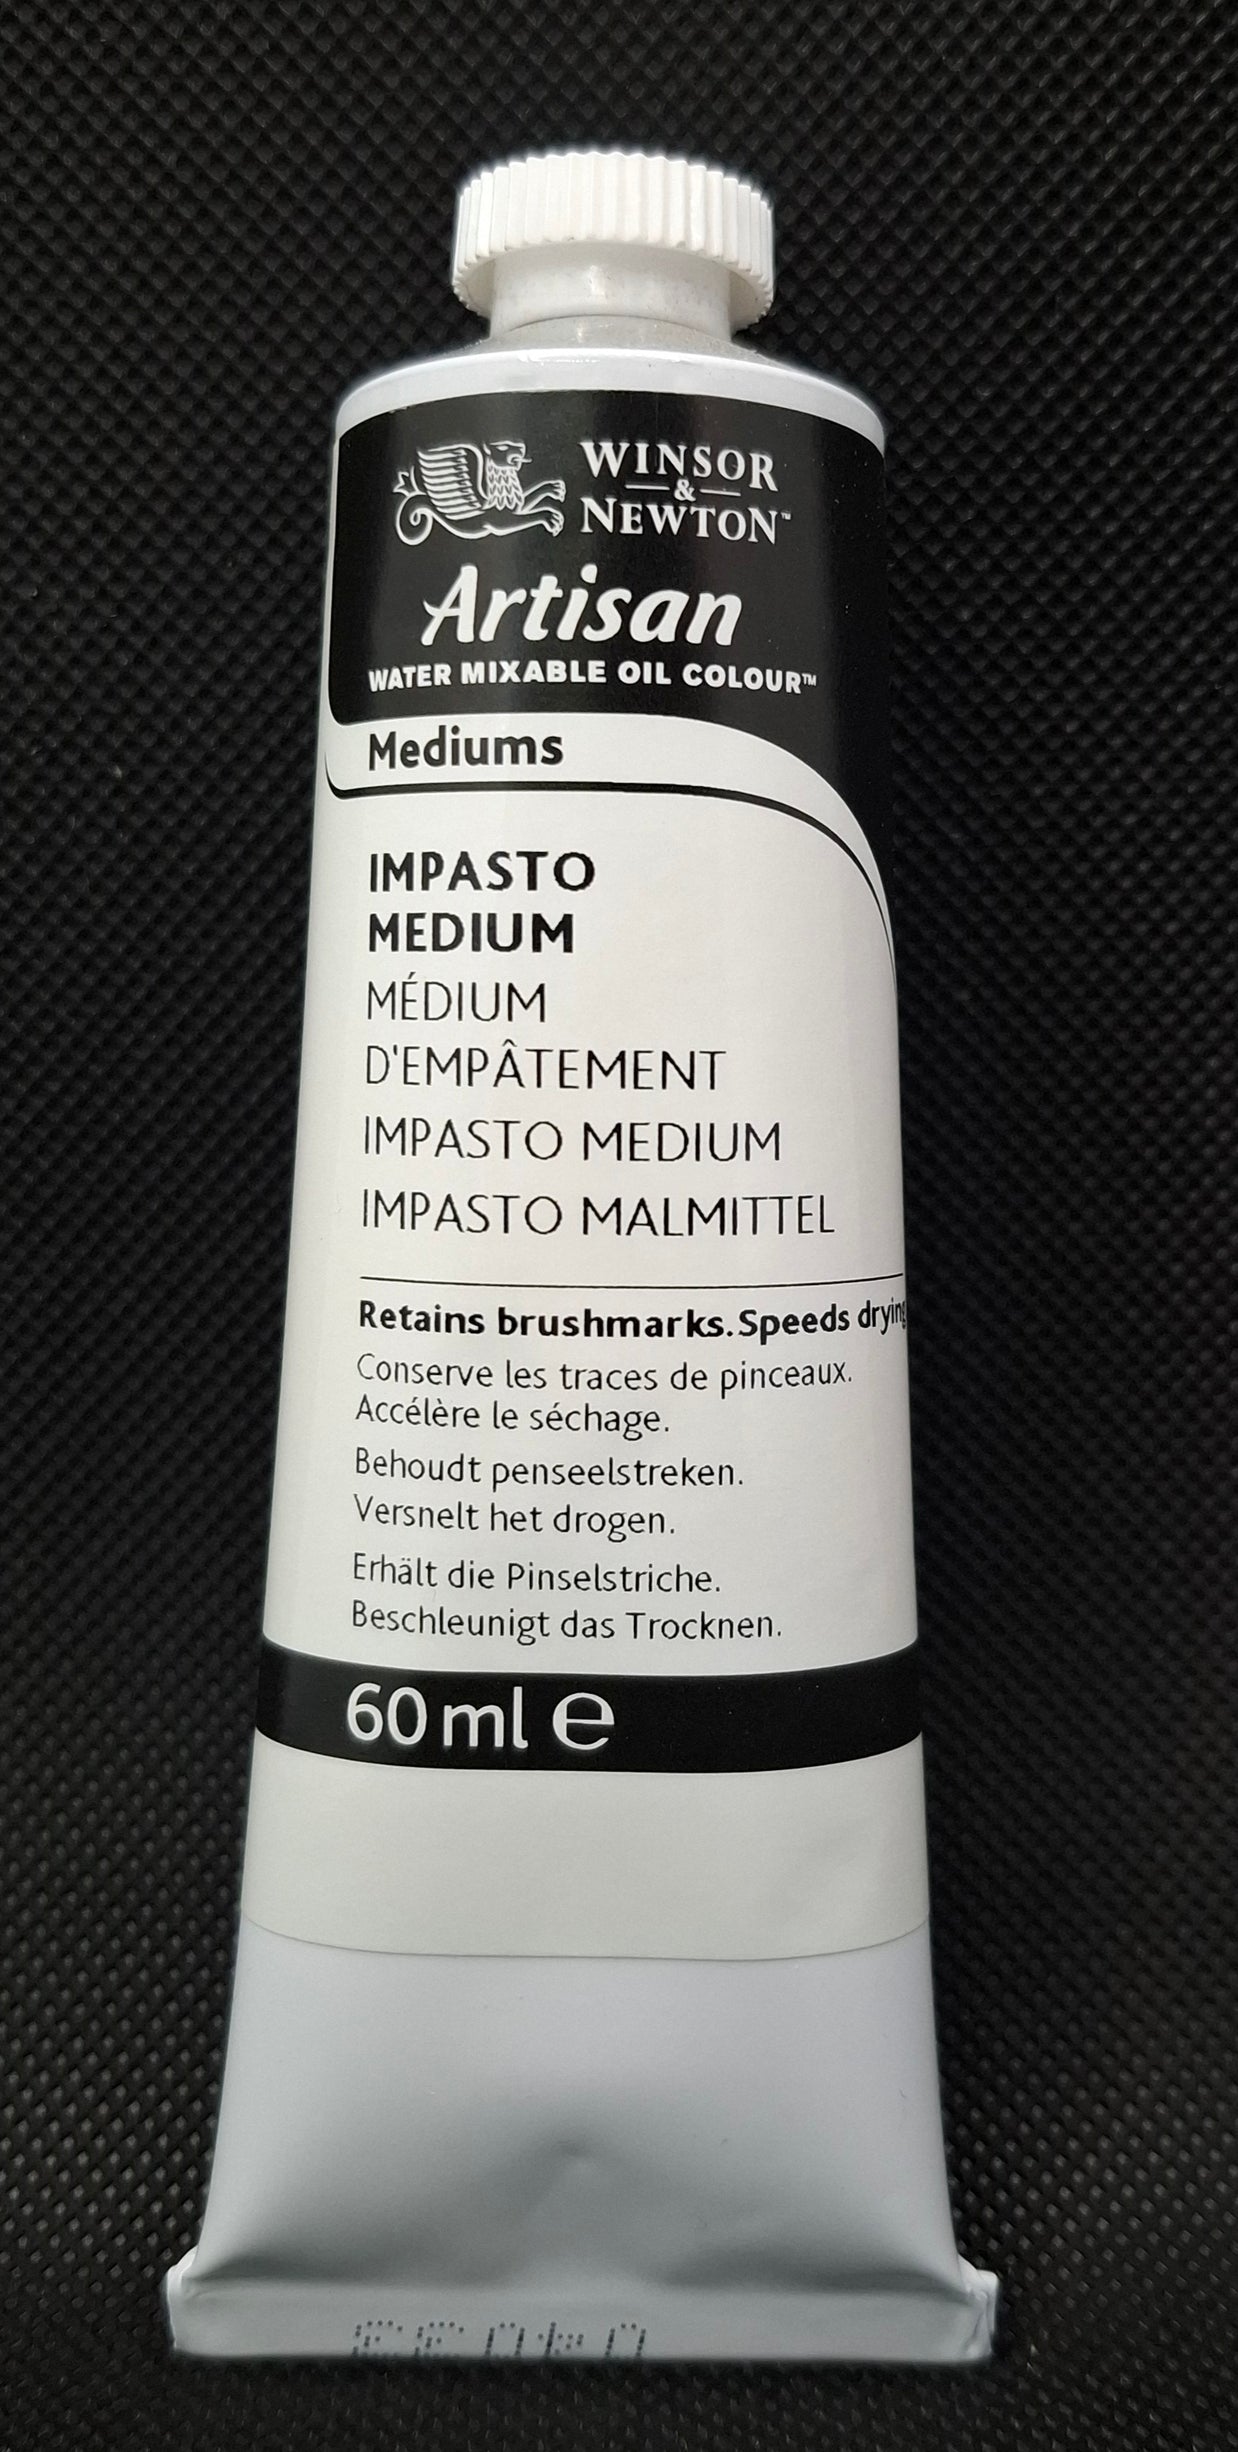 WINSOR
&
NEWTON™
Artisan
WATER MIXABLE OIL COLOUR™
Mediums
IMPASTO
MEDIUM
MÉDIUM
D'EMPÂTEMENT
IMPASTO MEDIUM
IMPASTO MALMITTEL
Retains brushmarks. Speeds drying
Conserve les traces de pinceaux.
Accélère le séchage.
Behoudt penseelstreken.
Versnelt het drogen.
Erhält die Pinselstriche.
Beschleunigt das Trocknen.
60 ml ℮